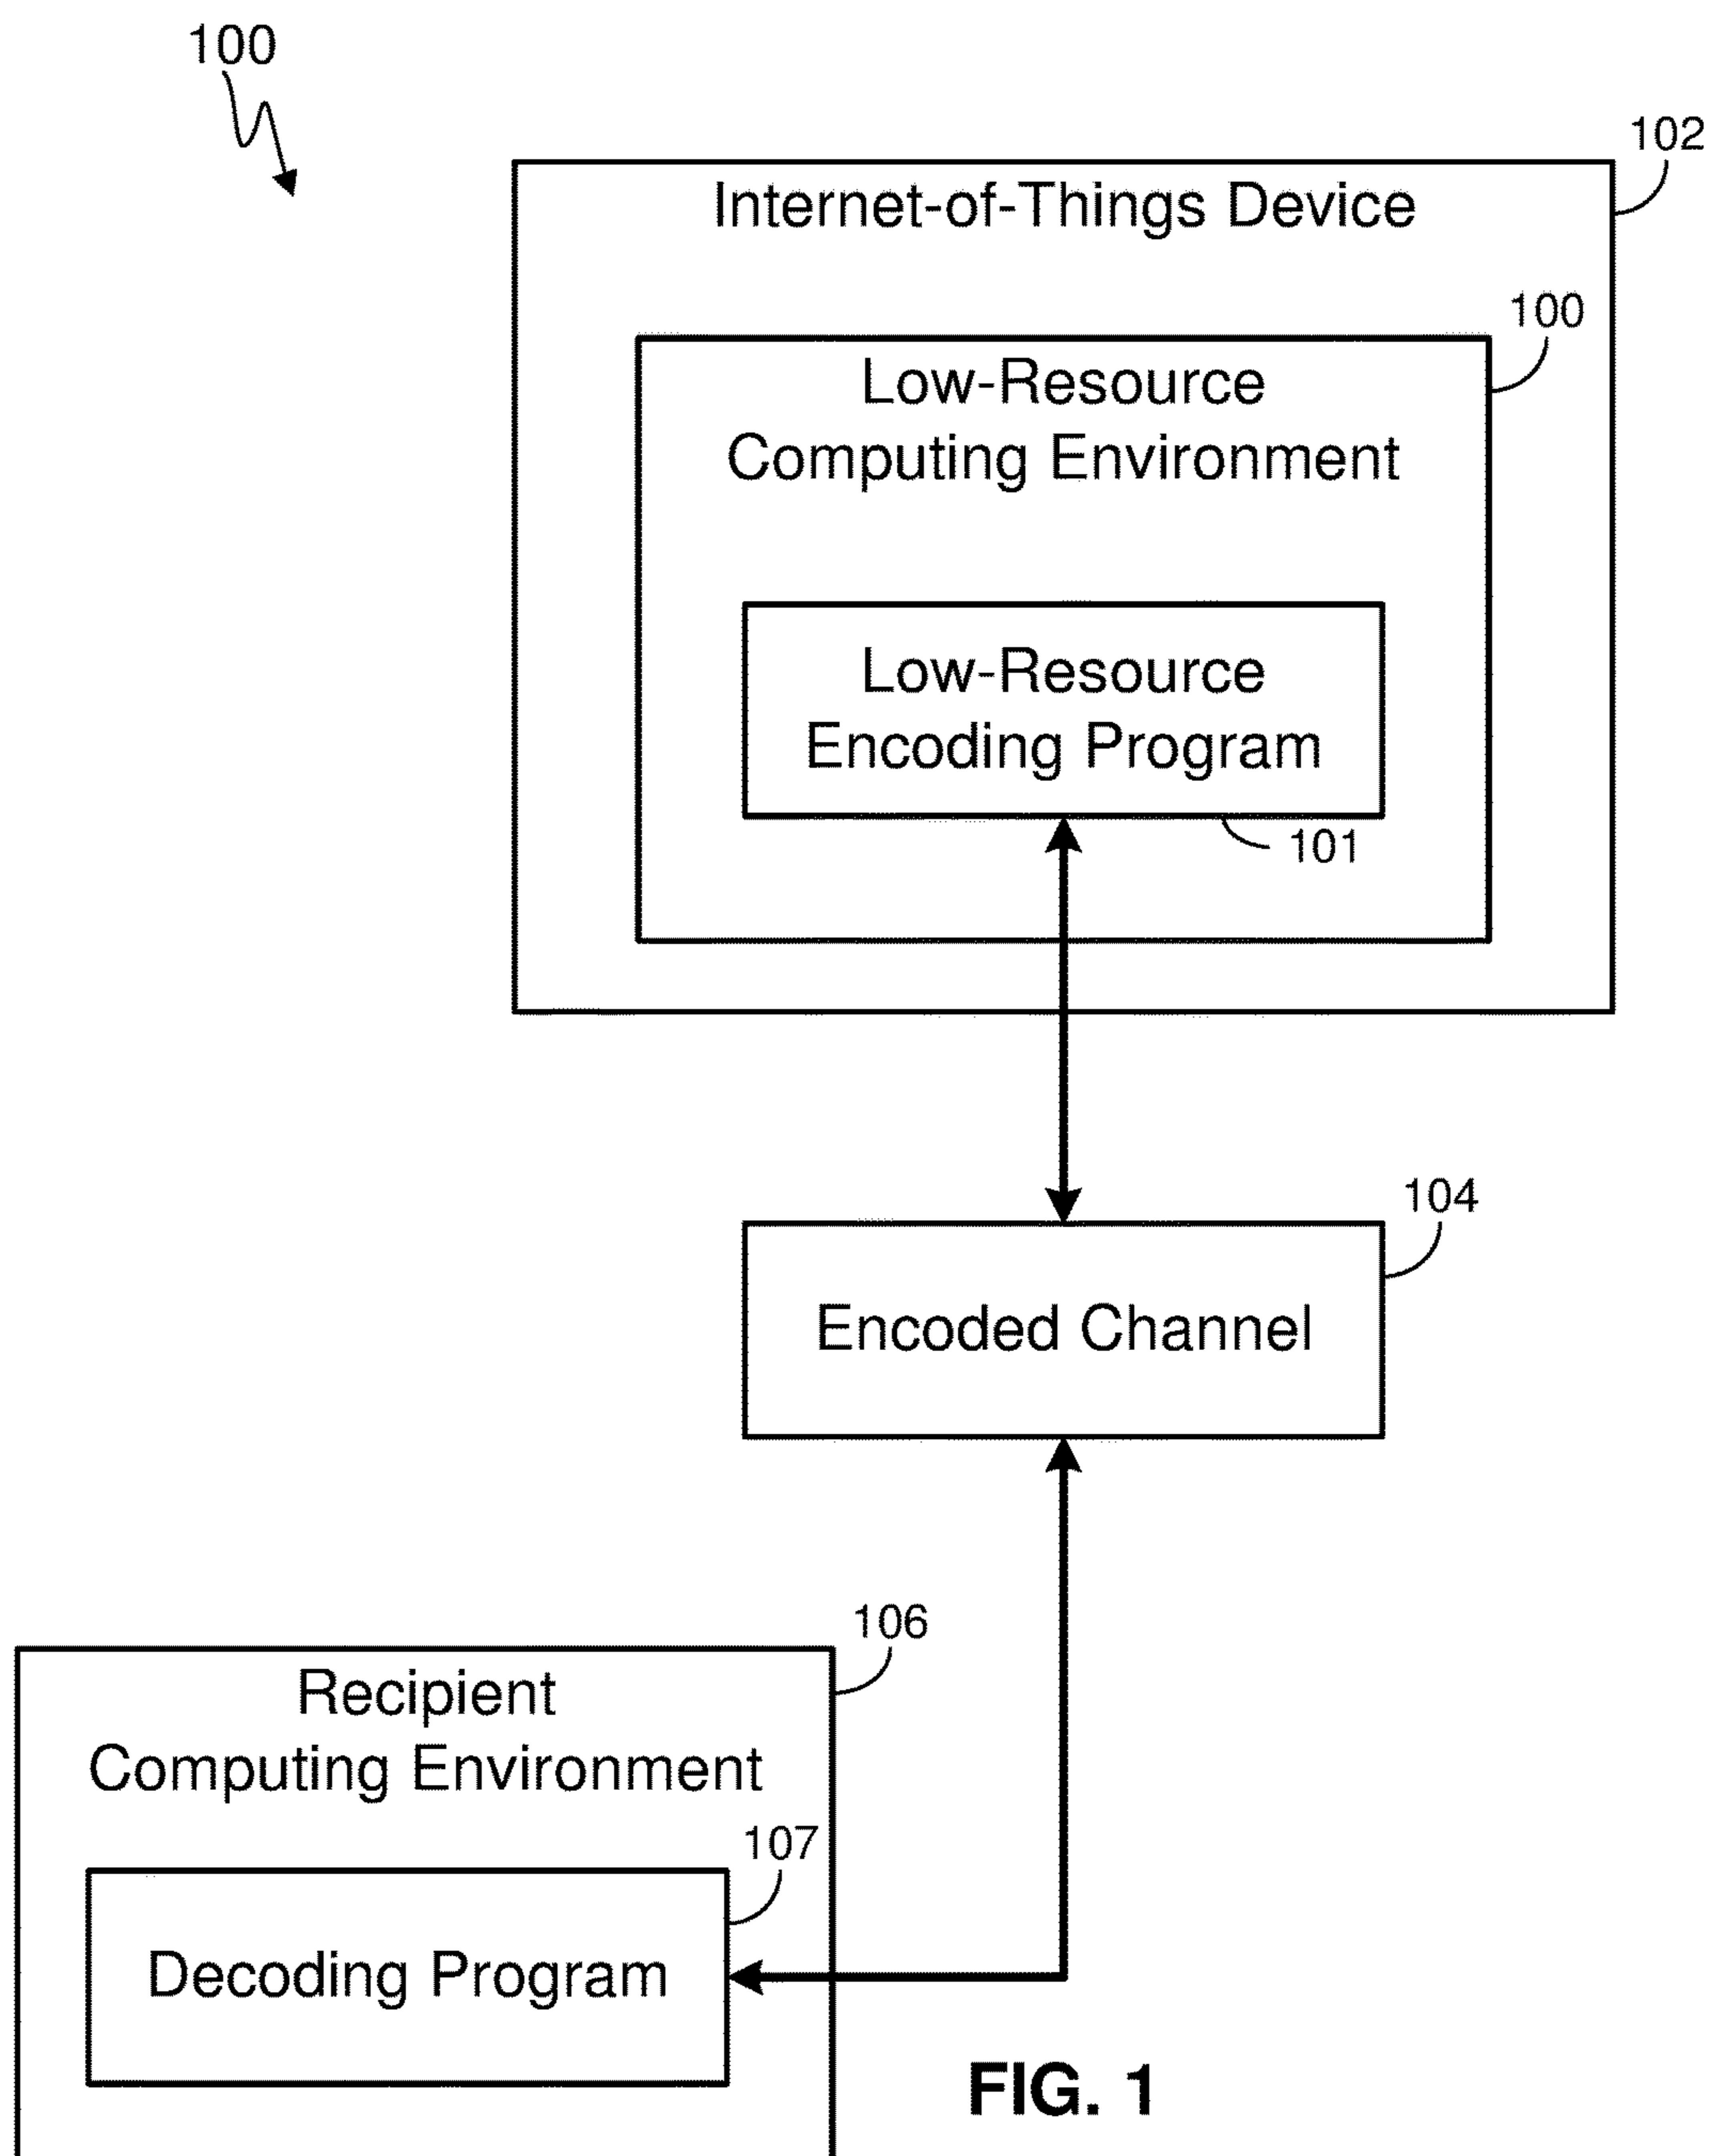 100
102
Internet-of-Things Device
100
Low-Resource
Computing Environment
Low-Resource
Encoding Program
101
104
Encoded Channel
106
Recipient
Computing Environment
107
Decoding Program
FIG. 1